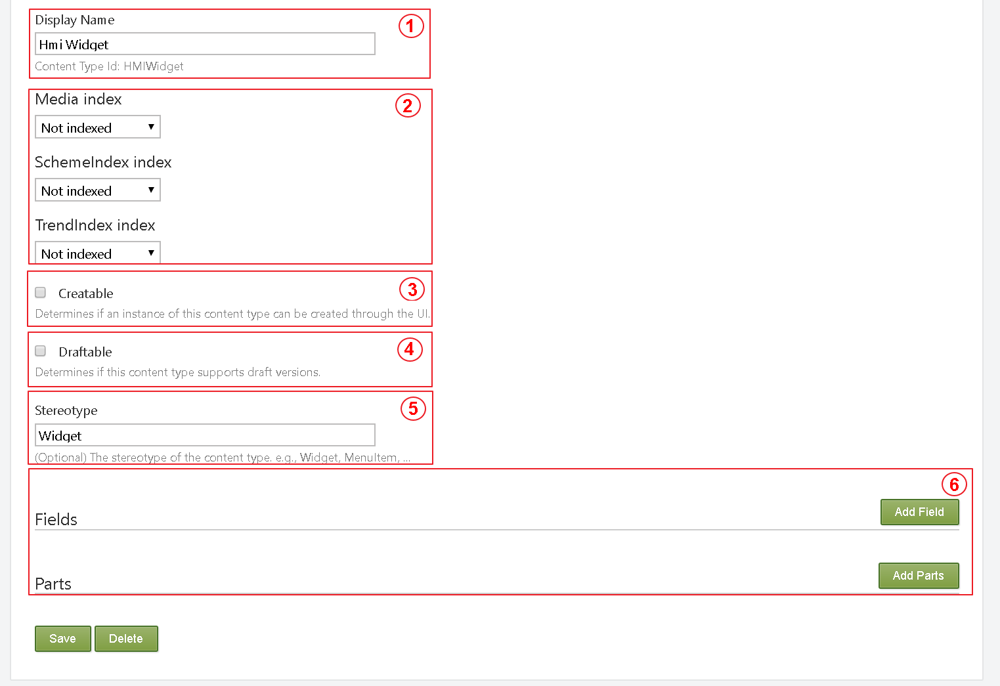 Display Name
1
Hmi Widget
Content Type Id: HMIWidget
Media index
2
Not indexed
SchemeIndex index
Not indexed
TrendIndex index
Not indexed
3
Creatable
Determines if an instance of this content type can be created through the UI.
4
Draftable
Determines if this content type supports draft versions.
Stereotype
5
Widget
(Optional) The stereotype of the content type. e.g., Widget, MenuItem, ...
6
Fields
Add Field
Parts
Add Parts
Save Delete